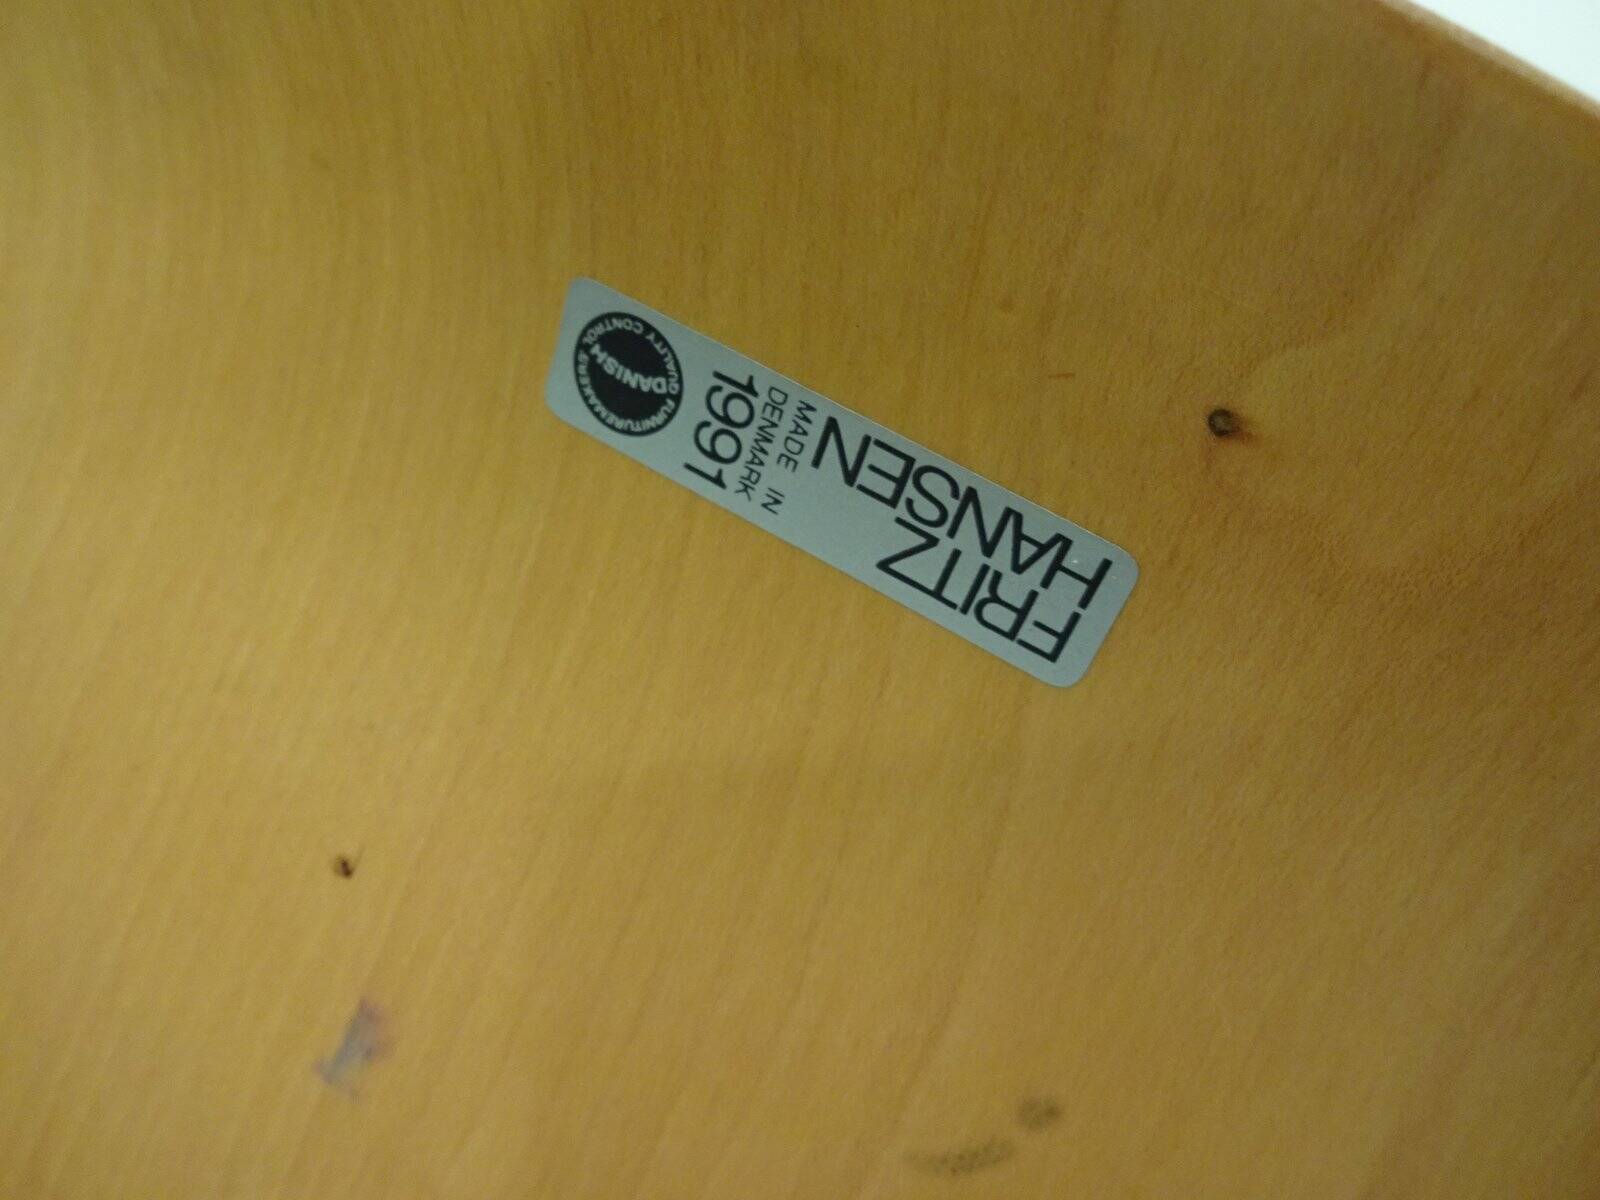 FRITZ
HANSEN
MADE IN
DENMARK
1991
DANISH
FURNITUREMAKERS
QUALITY CONTROL